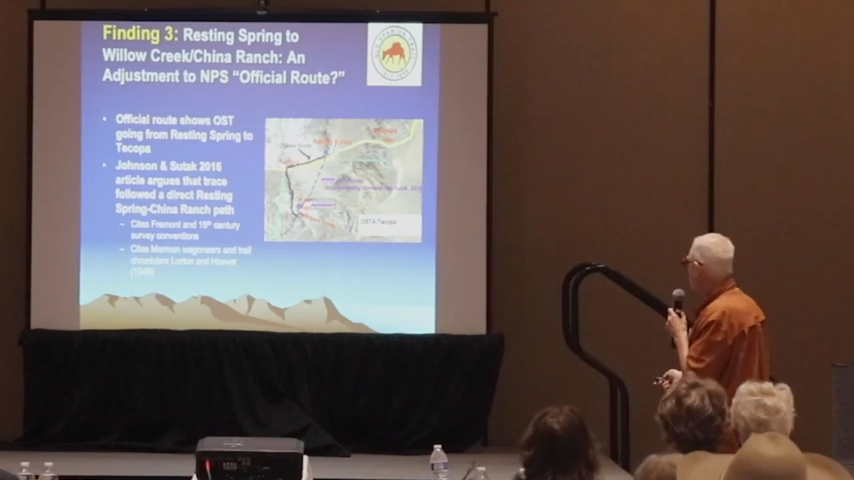 Finding 3: Resting Spring to
Willow Creek/China Ranch: An
Adjustment to NPS “Official Route?”
• Official route shows OST
going from Resting Spring to
Tecopa
• Johnson & Sutak 2016
article argues that trace
followed a direct Resting
Spring-China Ranch path
– Cites Fremont and 19th century
survey conventions
– Cites Mormon wagoneers and trail
chroniclers Lorton and Hoover
(1849)
OSTA-Tecopa